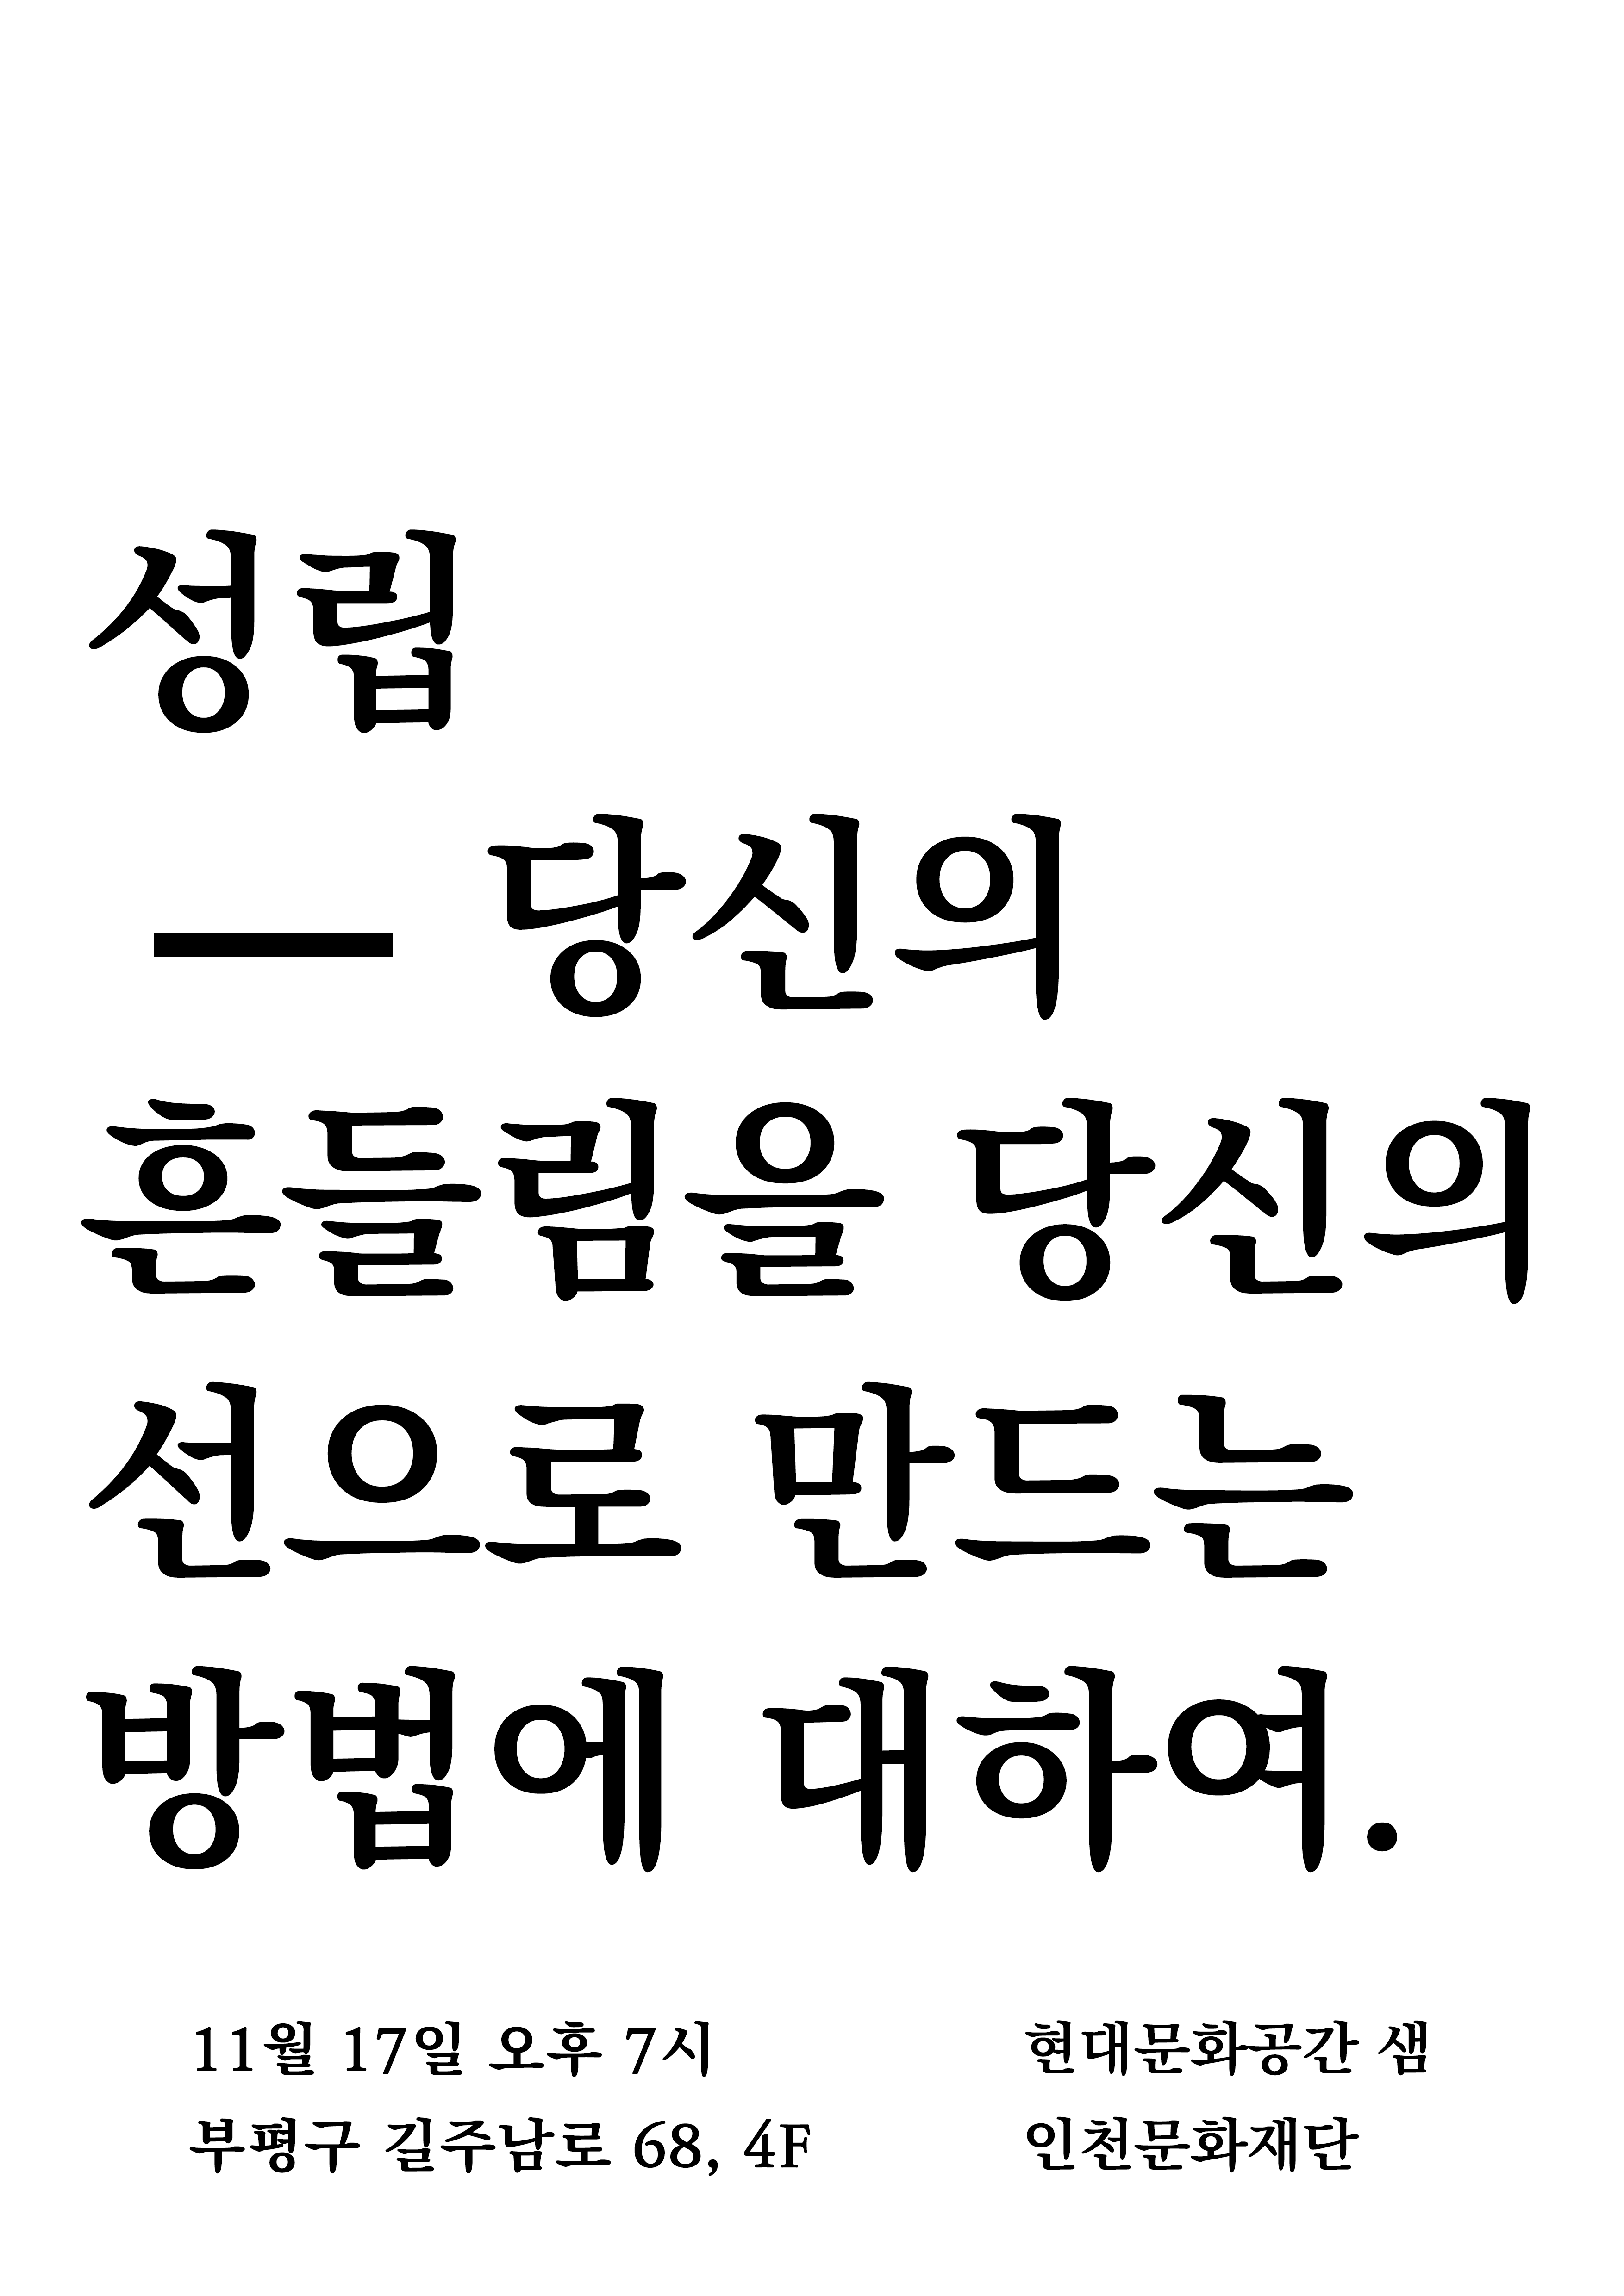 성립
— 당신의
흔들림을 당신의
선으로 만드는
방법에 대하여.
11월 17일 오후 7시
부평구 길주남로 68, 4F
현대문화공간 샘
인천문화재단